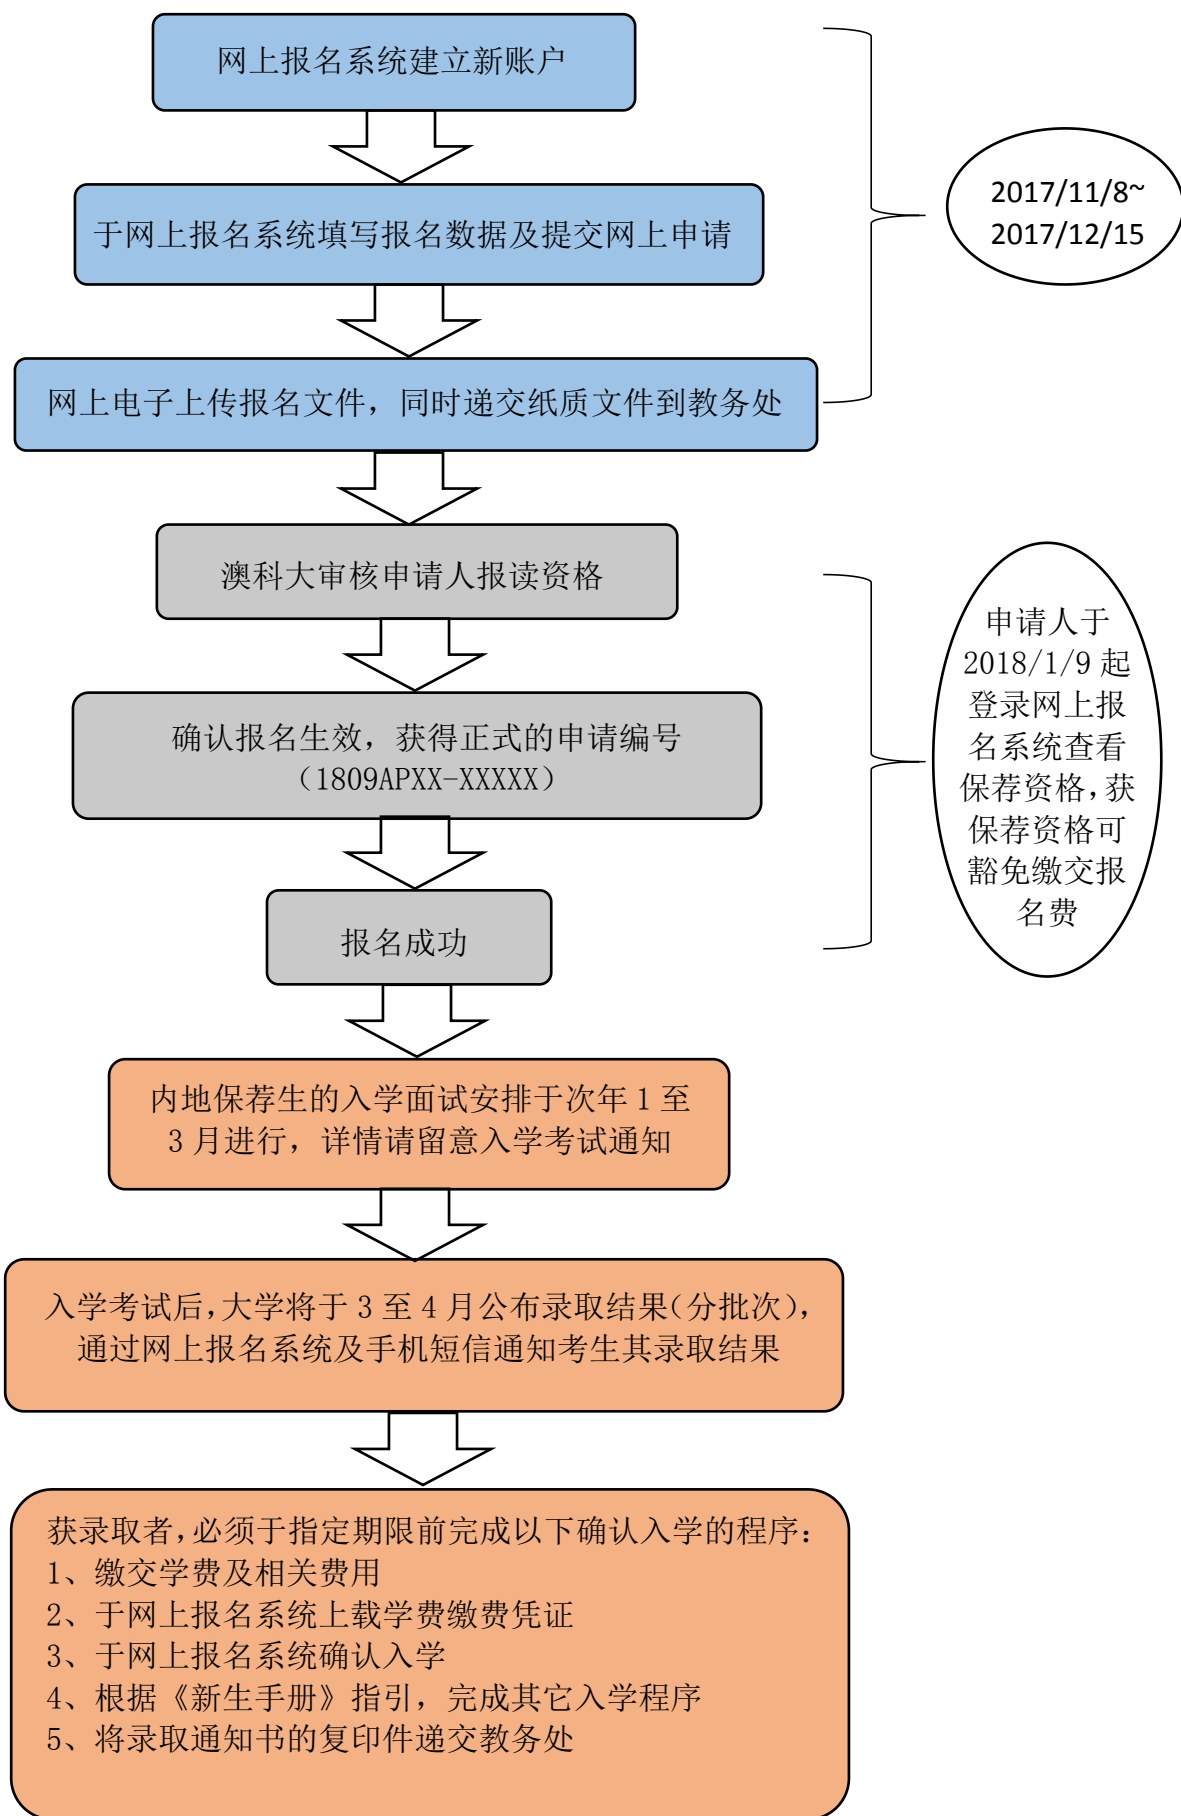 网上报名系统建立新账户
于网上报名系统填写报名数据及提交网上申请
2017/11/8~
2017/12/15
网上电子上传报名文件，同时递交纸质文件到教务处
澳科大审核申请人报读资格
确认报名生效，获得正式的申请编号
（1809APXX-XXXXX）
报名成功
申请人于
2018/1/9 起
登录网上报
名系统查看
保荐资格，获
保荐资格可
豁免缴交报
名费
内地保荐生的入学面试安排于次年 1 至
3 月进行，详情请留意入学考试通知
入学考试后，大学将于 3 至 4 月公布录取结果（分批次），
通过网上报名系统及手机短信通知考生其录取结果
获录取者，必须于指定期限前完成以下确认入学的程序：
1、缴交学费及相关费用
2、于网上报名系统上载学费缴费凭证
3、于网上报名系统确认入学
4、根据《新生手册》指引，完成其它入学程序
5、将录取通知书的复印件递交教务处